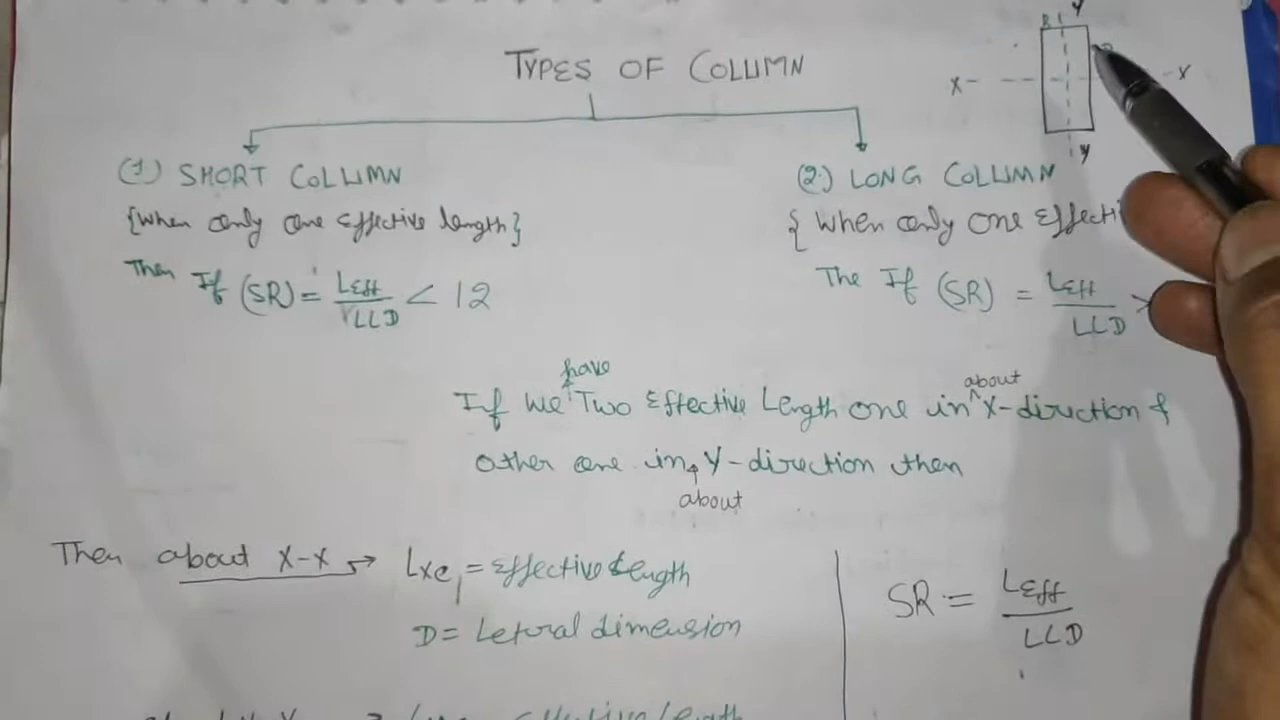 TYPES OF COLUMN
B Y
X X
Y
(1) SHORT COLUMN
{When only one Effective length}
Then If (SR) = LEff / LLD < 12
(2) LONG COLUMN
{ When only one Effecti
The If (SR) = LEff / LLD >
have
about
If we Two Effective Length one in X-direction &
other one in Y-direction then
about
Then about X-X → Lxe = Effective Length
D = Leteral dimension
SR = LEff / LLD